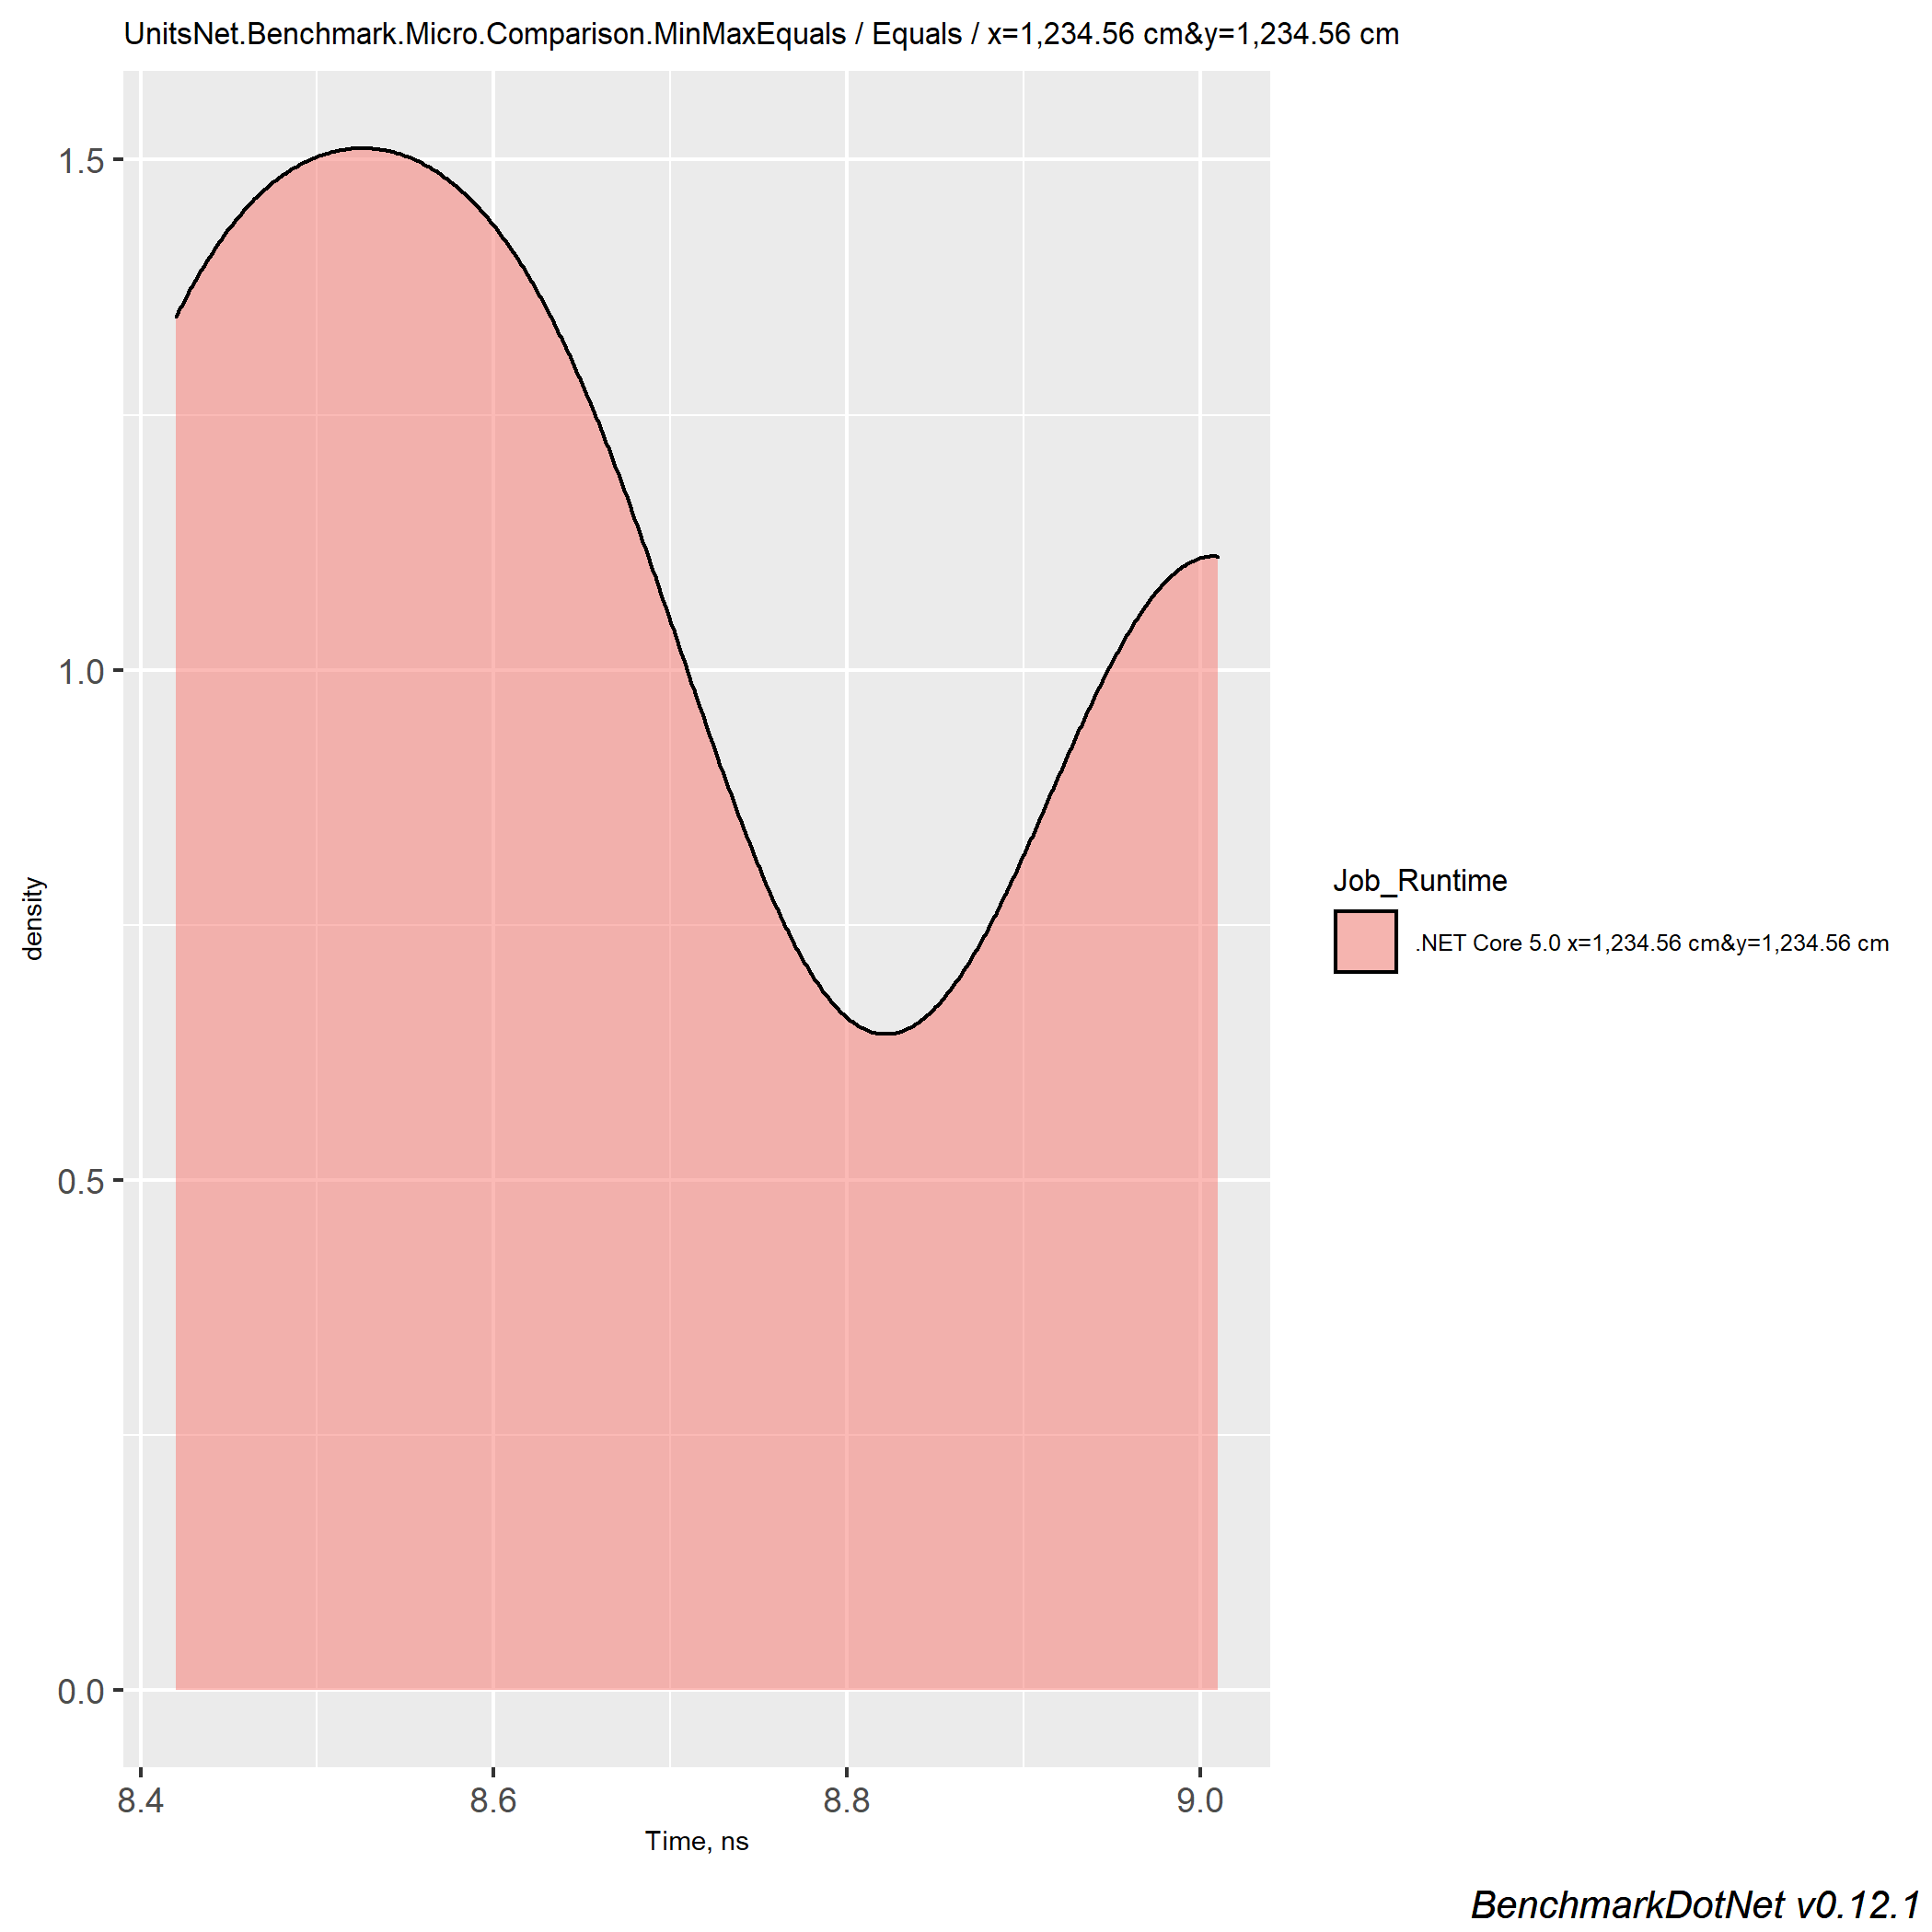 UnitsNet.Benchmark.Micro.Comparison.MinMaxEquals / Equals / x=1,234.56 cm&y=1,234.56 cm
1.5
1.0
0.5
0.0
density
8.4 8.6 8.8 9.0
Time, ns
Job_Runtime
.NET Core 5.0 x=1,234.56 cm&y=1,234.56 cm
BenchmarkDotNet v0.12.1